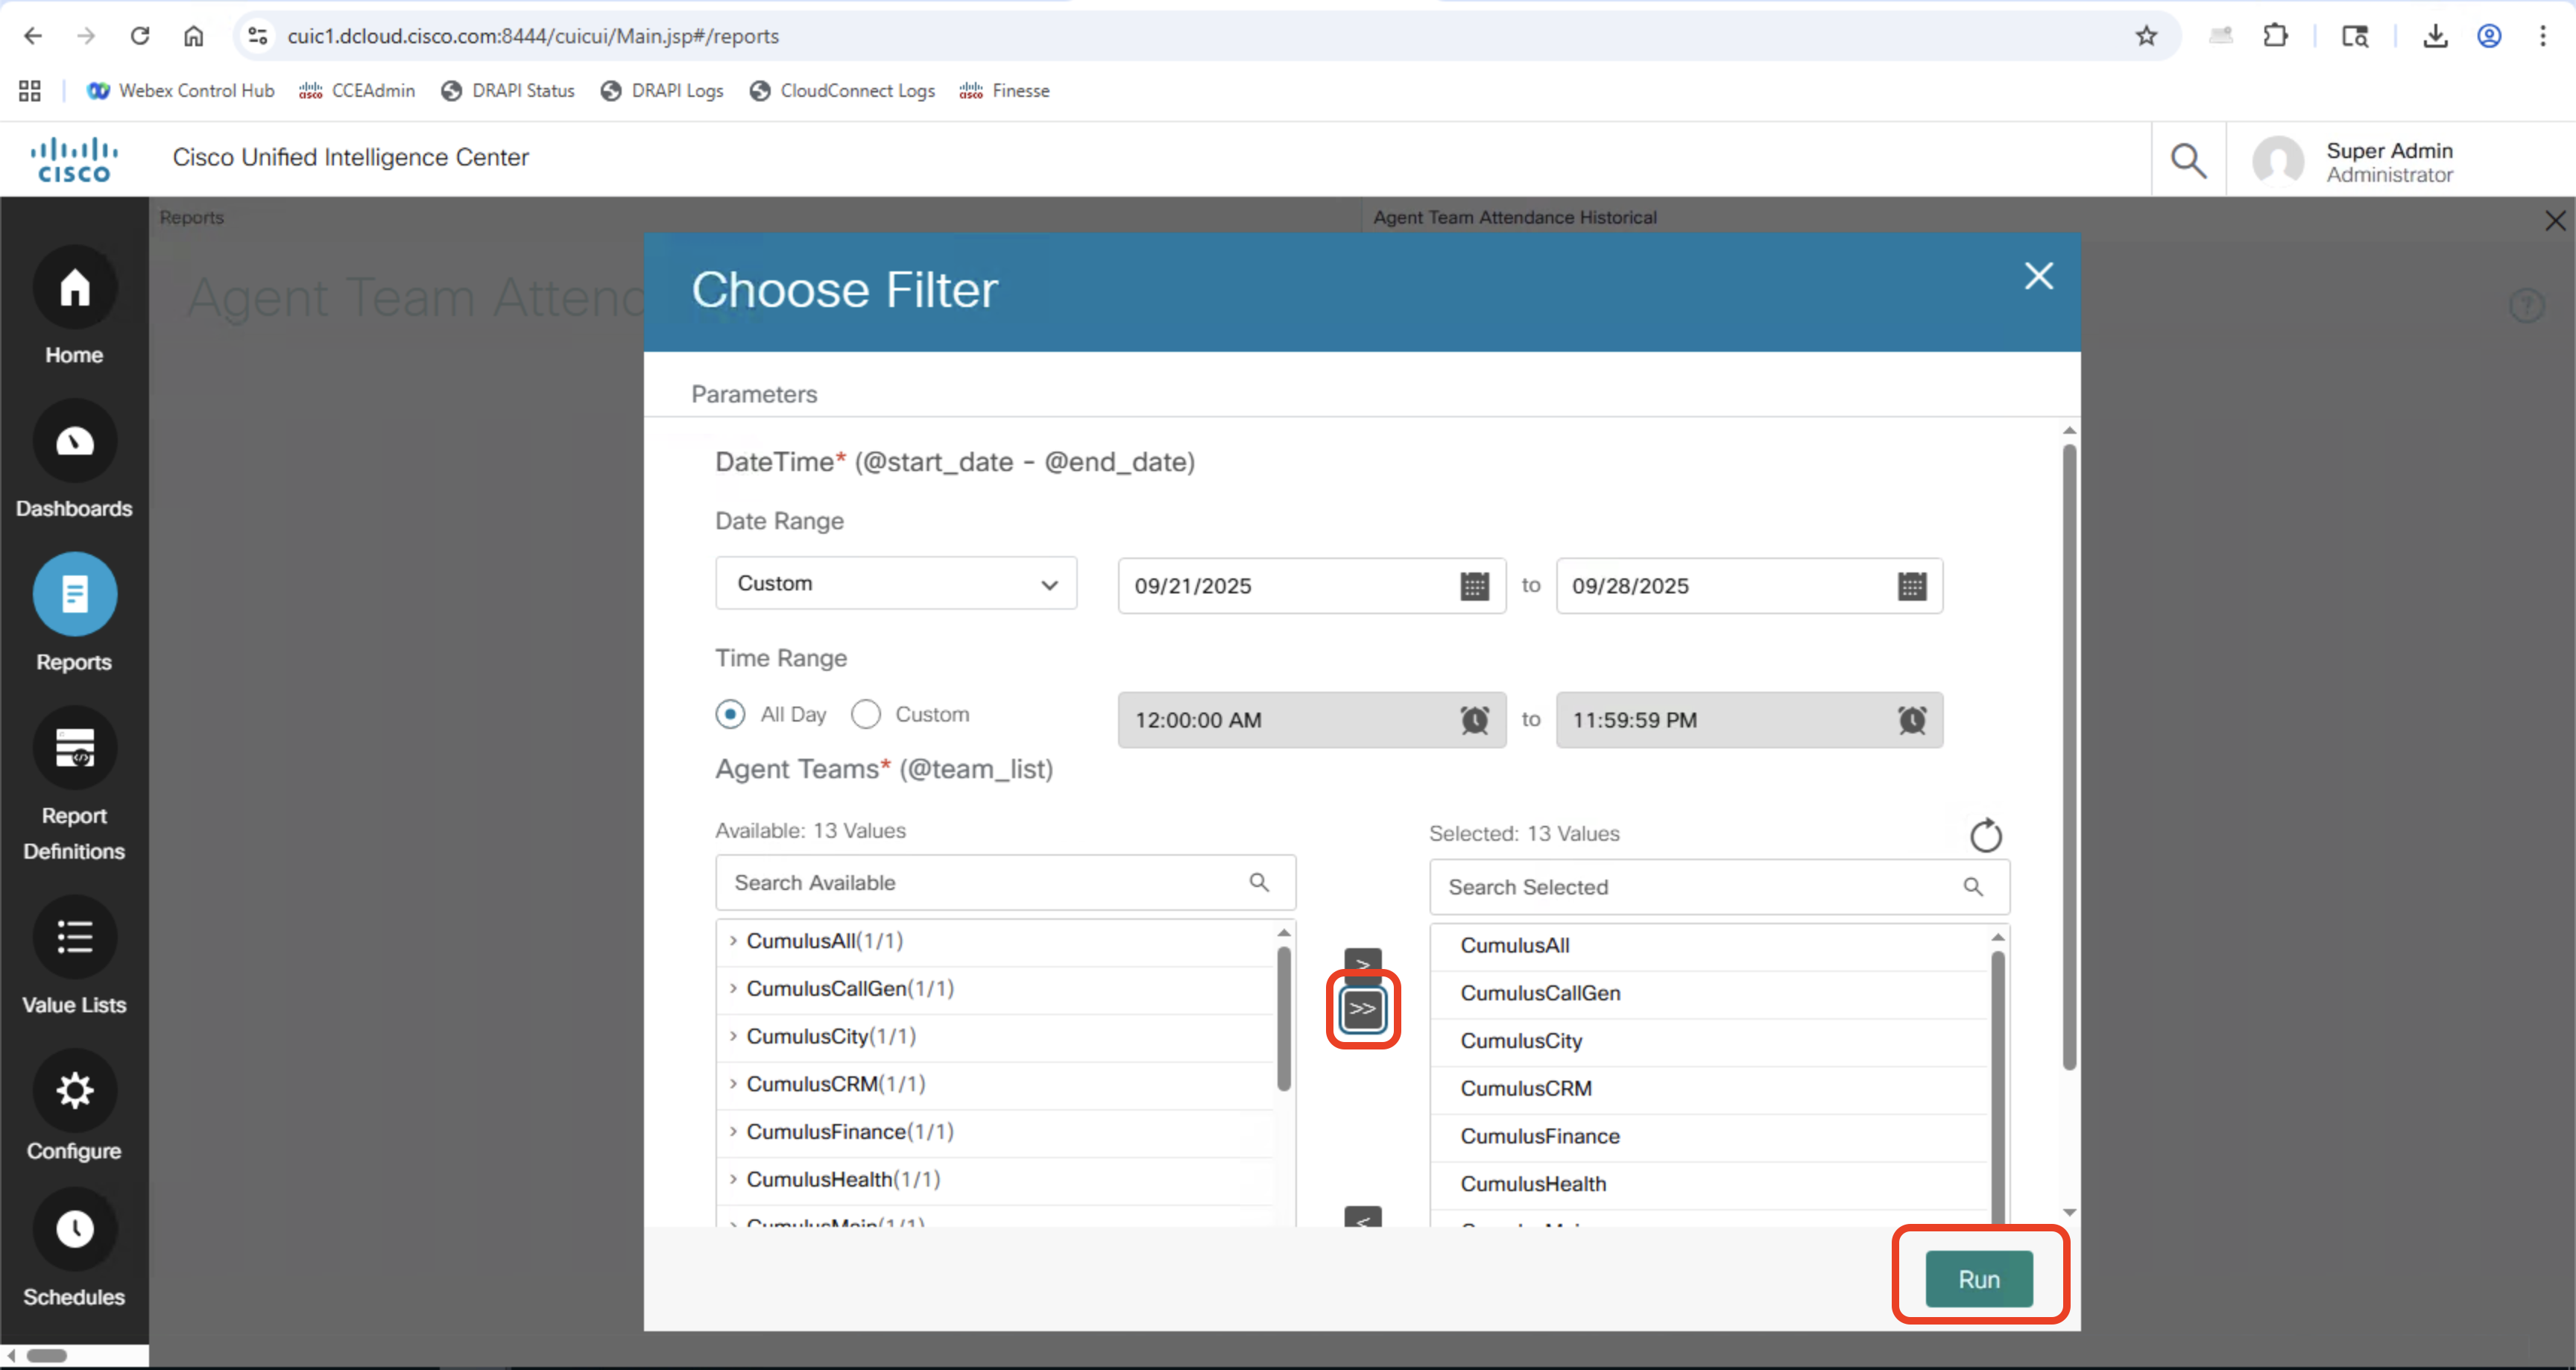 cuic1.dcloud.cisco.com:8444/cuicui/Main.jsp#/reports
Webex Control Hub
CCEAdmin
DRAPI Status
DRAPI Logs
CloudConnect Logs
Finesse
CISCO
Cisco Unified Intelligence Center
Super Admin
Administrator
Reports
Agent Team Attendance Historical
Home
Dashboards
Reports
Report
Definitions
Value Lists
Configure
Schedules
Agent Team Attend
Choose Filter
Parameters
DateTime* (@start_date - @end_date)
Date Range
Custom
09/21/2025
to
09/28/2025
Time Range
All Day
Custom
12:00:00 AM
to
11:59:59 PM
Agent Teams* (@team_list)
Available: 13 Values
Search Available
CumulusAll(1/1)
CumulusCallGen(1/1)
CumulusCity(1/1)
CumulusCRM(1/1)
CumulusFinance(1/1)
CumulusHealth(1/1)
CumulusMain(1/1)
>
>>
<
Selected: 13 Values
Search Selected
CumulusAll
CumulusCallGen
CumulusCity
CumulusCRM
CumulusFinance
CumulusHealth
Run